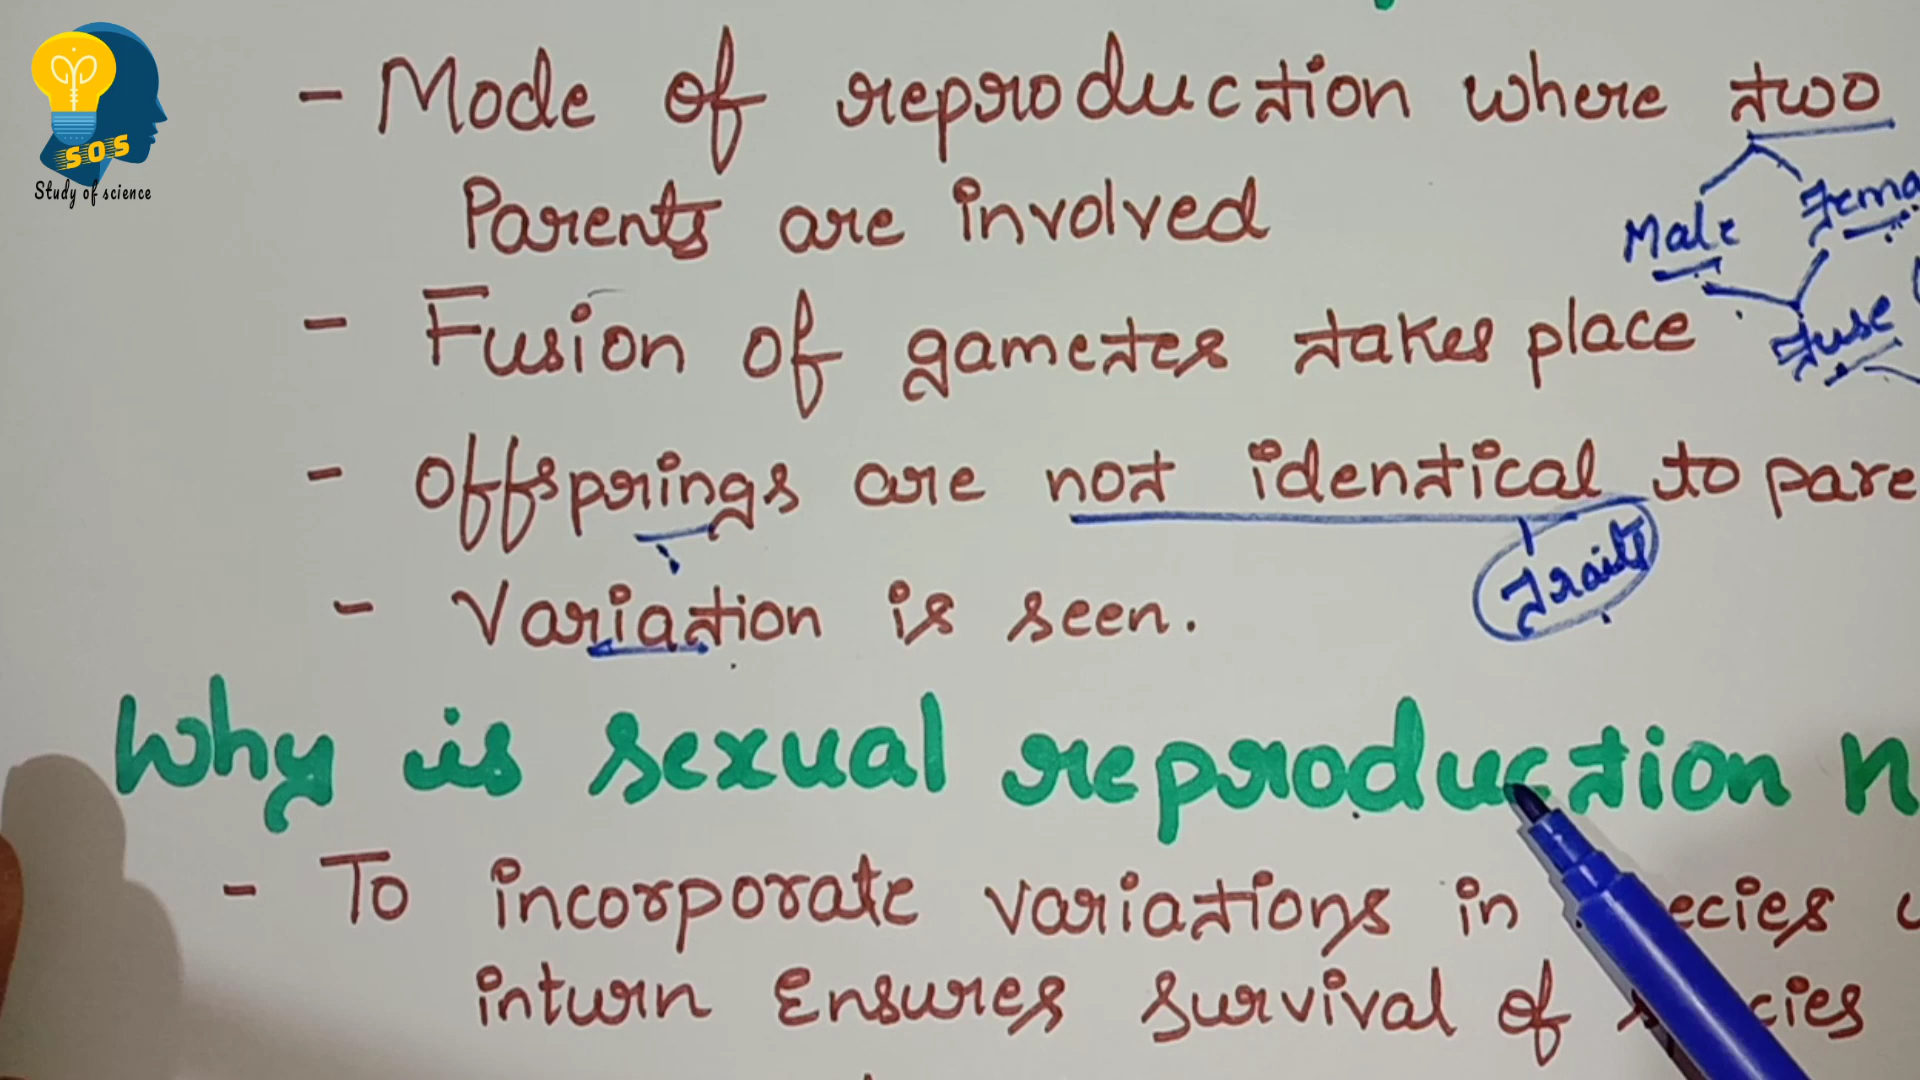 SOS
Study of science
- Mode of reproduction where two
Parents are involved
Male
Fuse
- Fusion of gametes takes place
- Offsprings are not identical to
Traits
- Variation is seen.
Why is sexual reproduction
- To incorporate variations in
inturn Ensures survival of